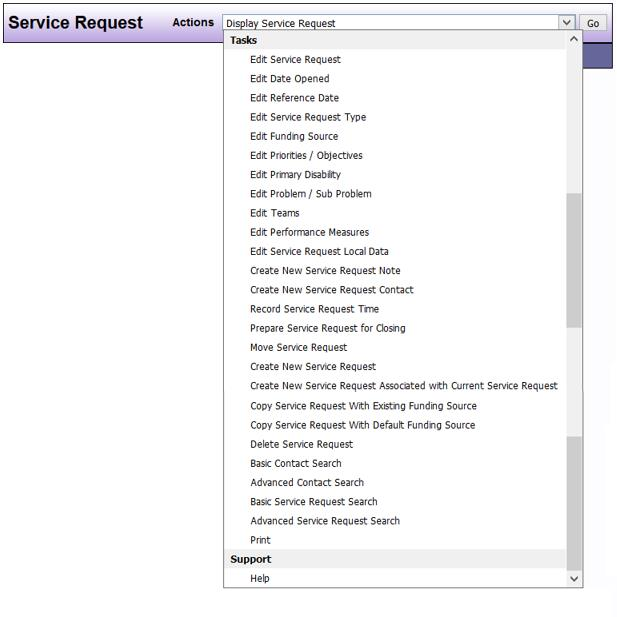 Service Request Actions Display Service Request Go
Tasks
Edit Service Request
Edit Date Opened
Edit Reference Date
Edit Service Request Type
Edit Funding Source
Edit Priorities / Objectives
Edit Primary Disability
Edit Problem / Sub Problem
Edit Teams
Edit Performance Measures
Edit Service Request Local Data
Create New Service Request Note
Create New Service Request Contact
Record Service Request Time
Prepare Service Request for Closing
Move Service Request
Create New Service Request
Create New Service Request Associated with Current Service Request
Copy Service Request With Existing Funding Source
Copy Service Request With Default Funding Source
Delete Service Request
Basic Contact Search
Advanced Contact Search
Basic Service Request Search
Advanced Service Request Search
Print
Support
Help